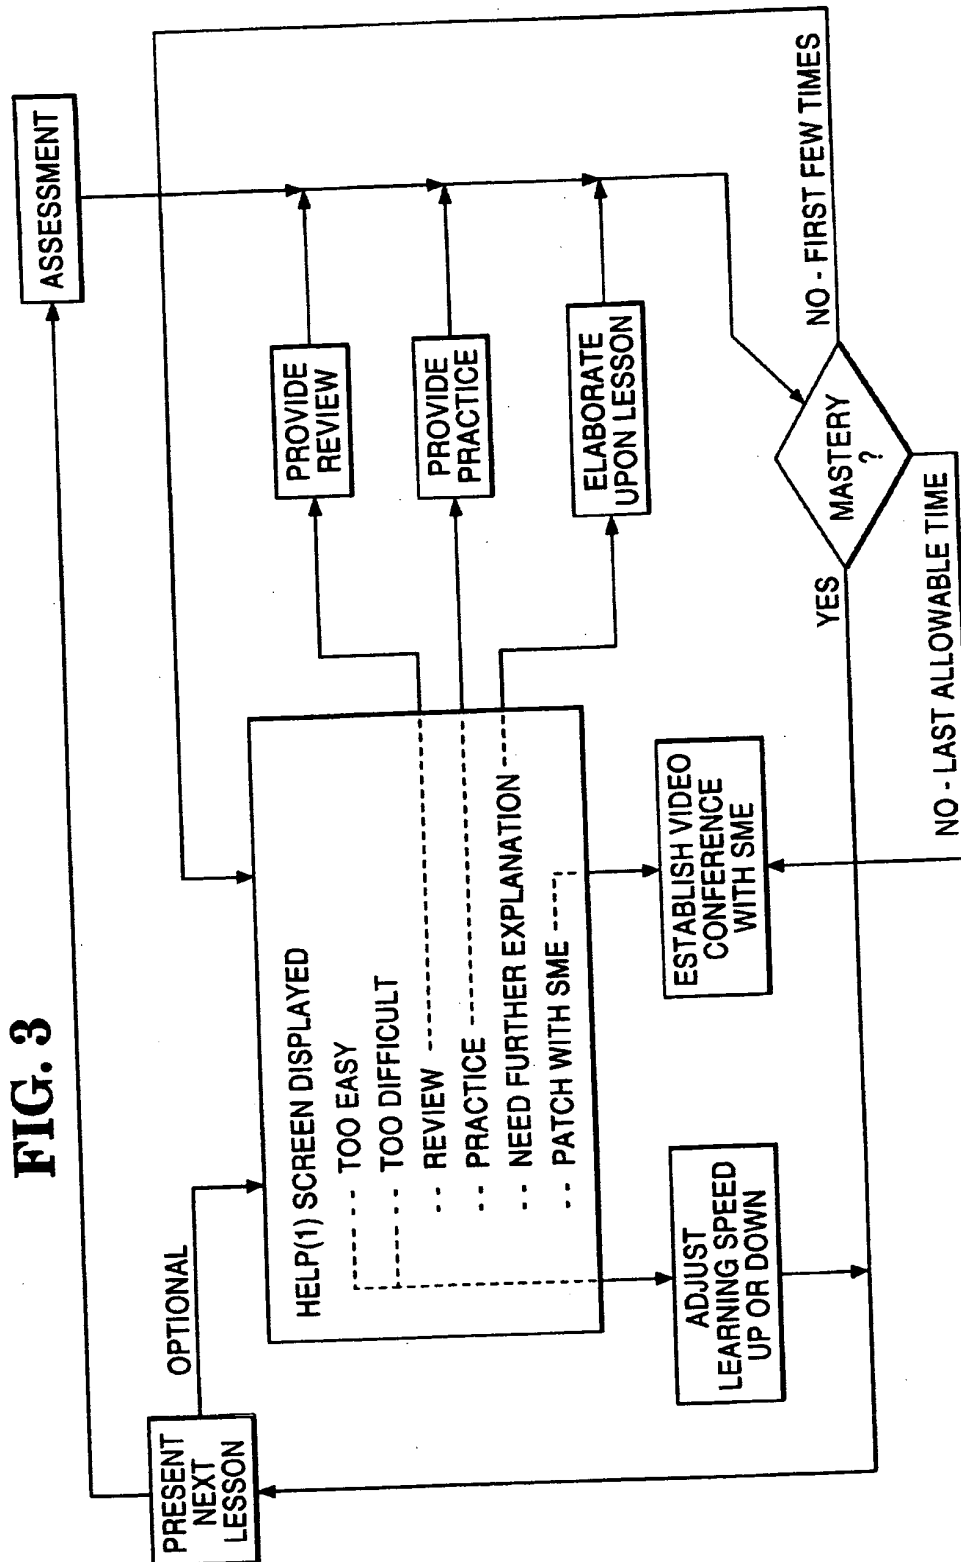 FIG. 3
PRESENT
NEXT
LESSON
OPTIONAL
ASSESSMENT
HELP(1) SCREEN DISPLAYED
-- TOO EASY
-- TOO DIFFICULT
-- REVIEW
-- PRACTICE
-- NEED FURTHER EXPLANATION
-- PATCH WITH SME
PROVIDE
REVIEW
PROVIDE
PRACTICE
ELABORATE
UPON LESSON
ADJUST
LEARNING SPEED
UP OR DOWN
ESTABLISH VIDEO
CONFERENCE
WITH SME
MASTERY
?
YES
NO - FIRST FEW TIMES
NO - LAST ALLOWABLE TIME